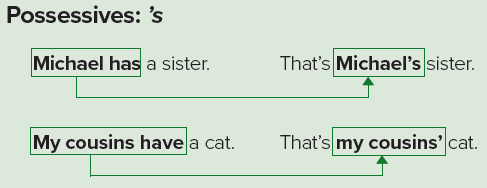 Possessives: ’s
Michael has a sister. That’s Michael’s sister.
My cousins have a cat. That’s my cousins’ cat.